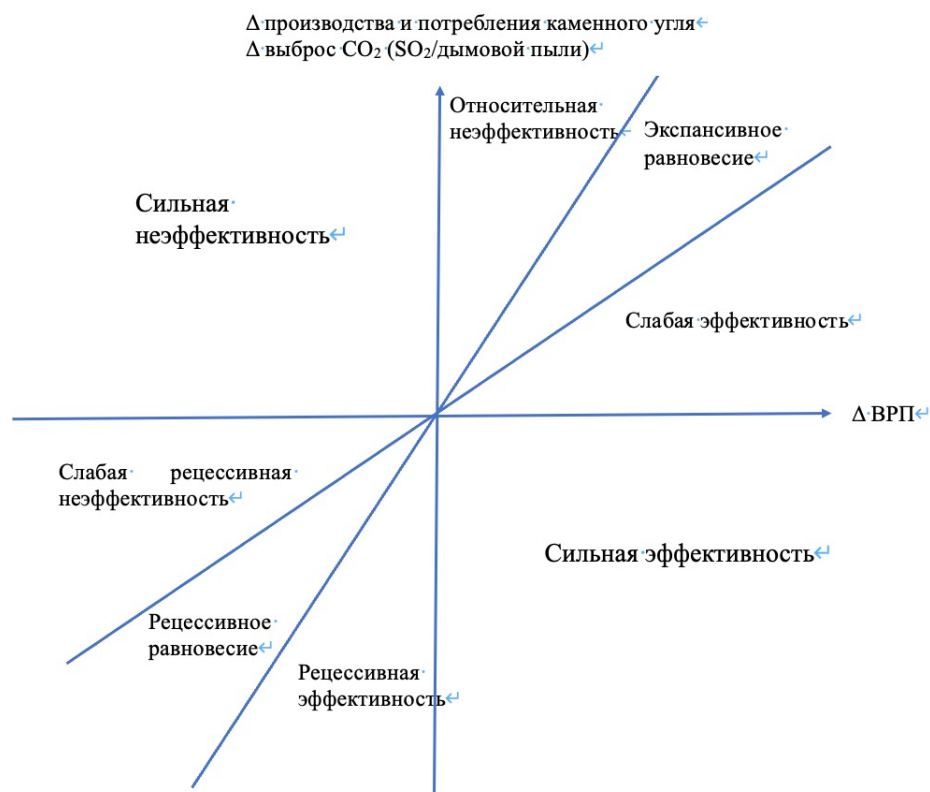 Δ производства и потребления каменного угля
Δ выброс CO₂ (SO₂/дымовой пыли)
Относительная
неэффективность
Экспансивное
равновесие
Сильная
неэффективность
Слабая эффективность
Δ ВРП
Слабая рецессивная
неэффективность
Сильная эффективность
Рецессивное
равновесие
Рецессивная
эффективность